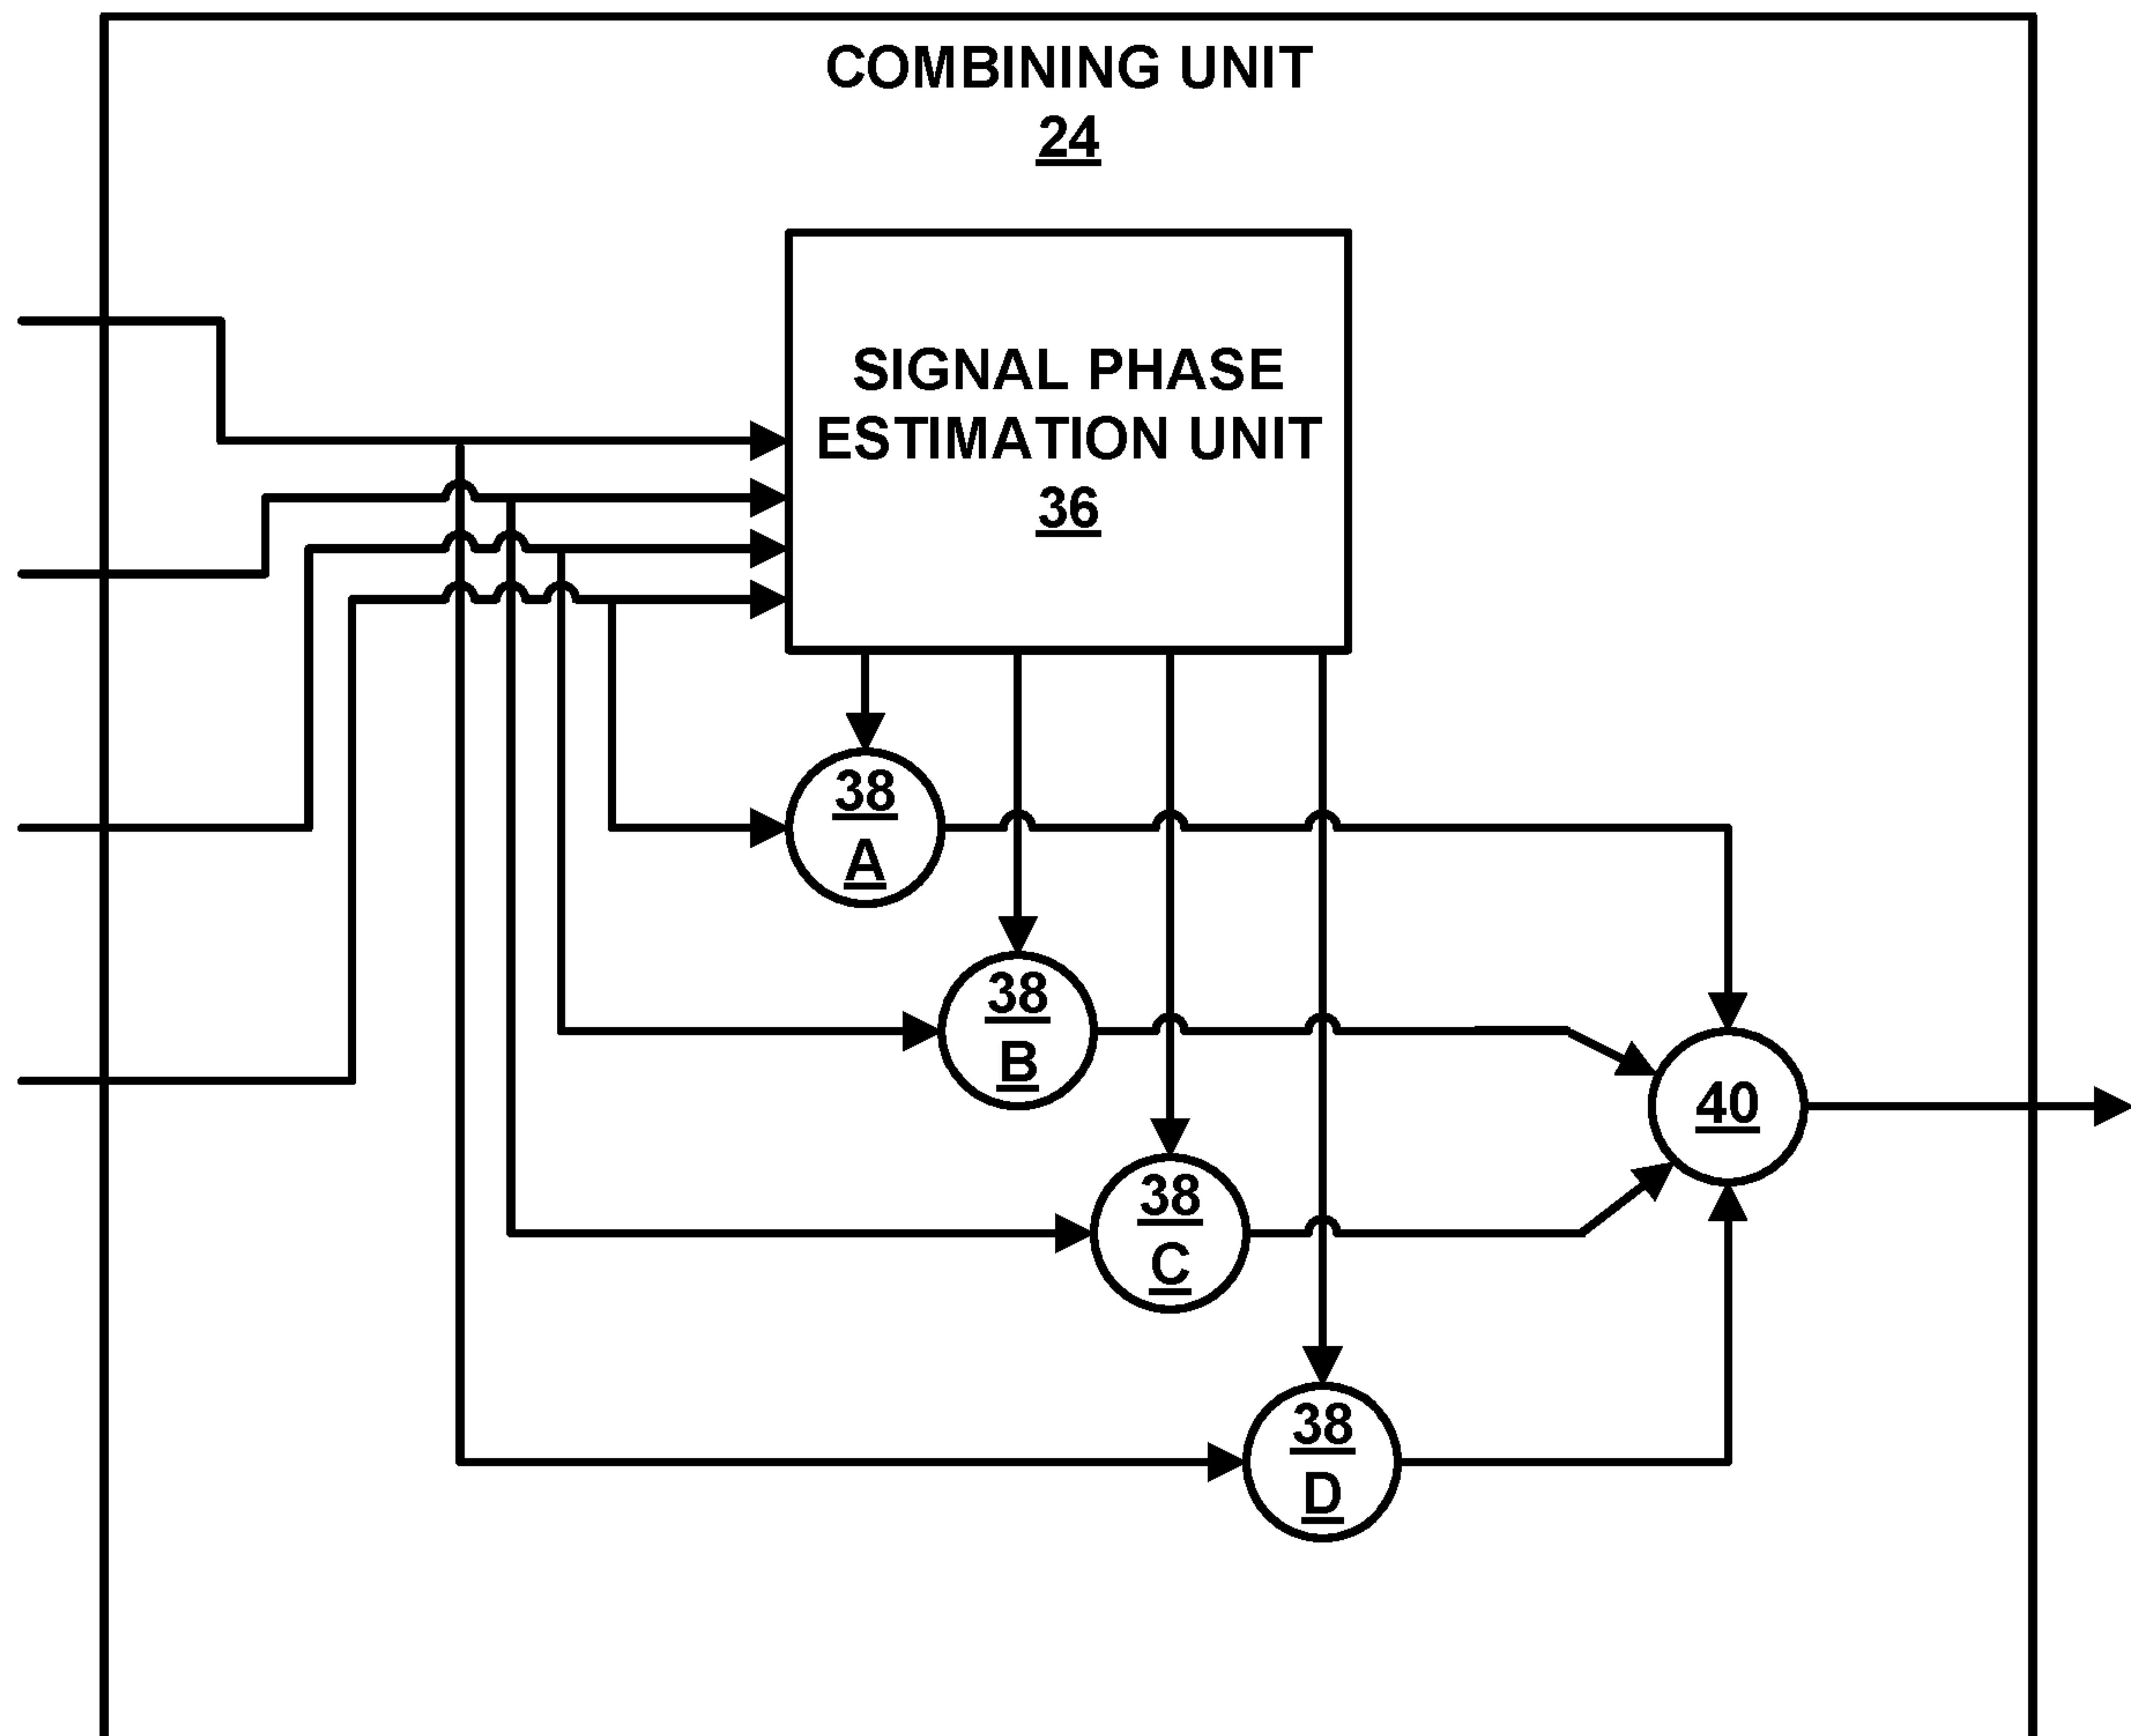 COMBINING UNIT
24
SIGNAL PHASE
ESTIMATION UNIT
36
38
A
38
B
40
38
C
38
D